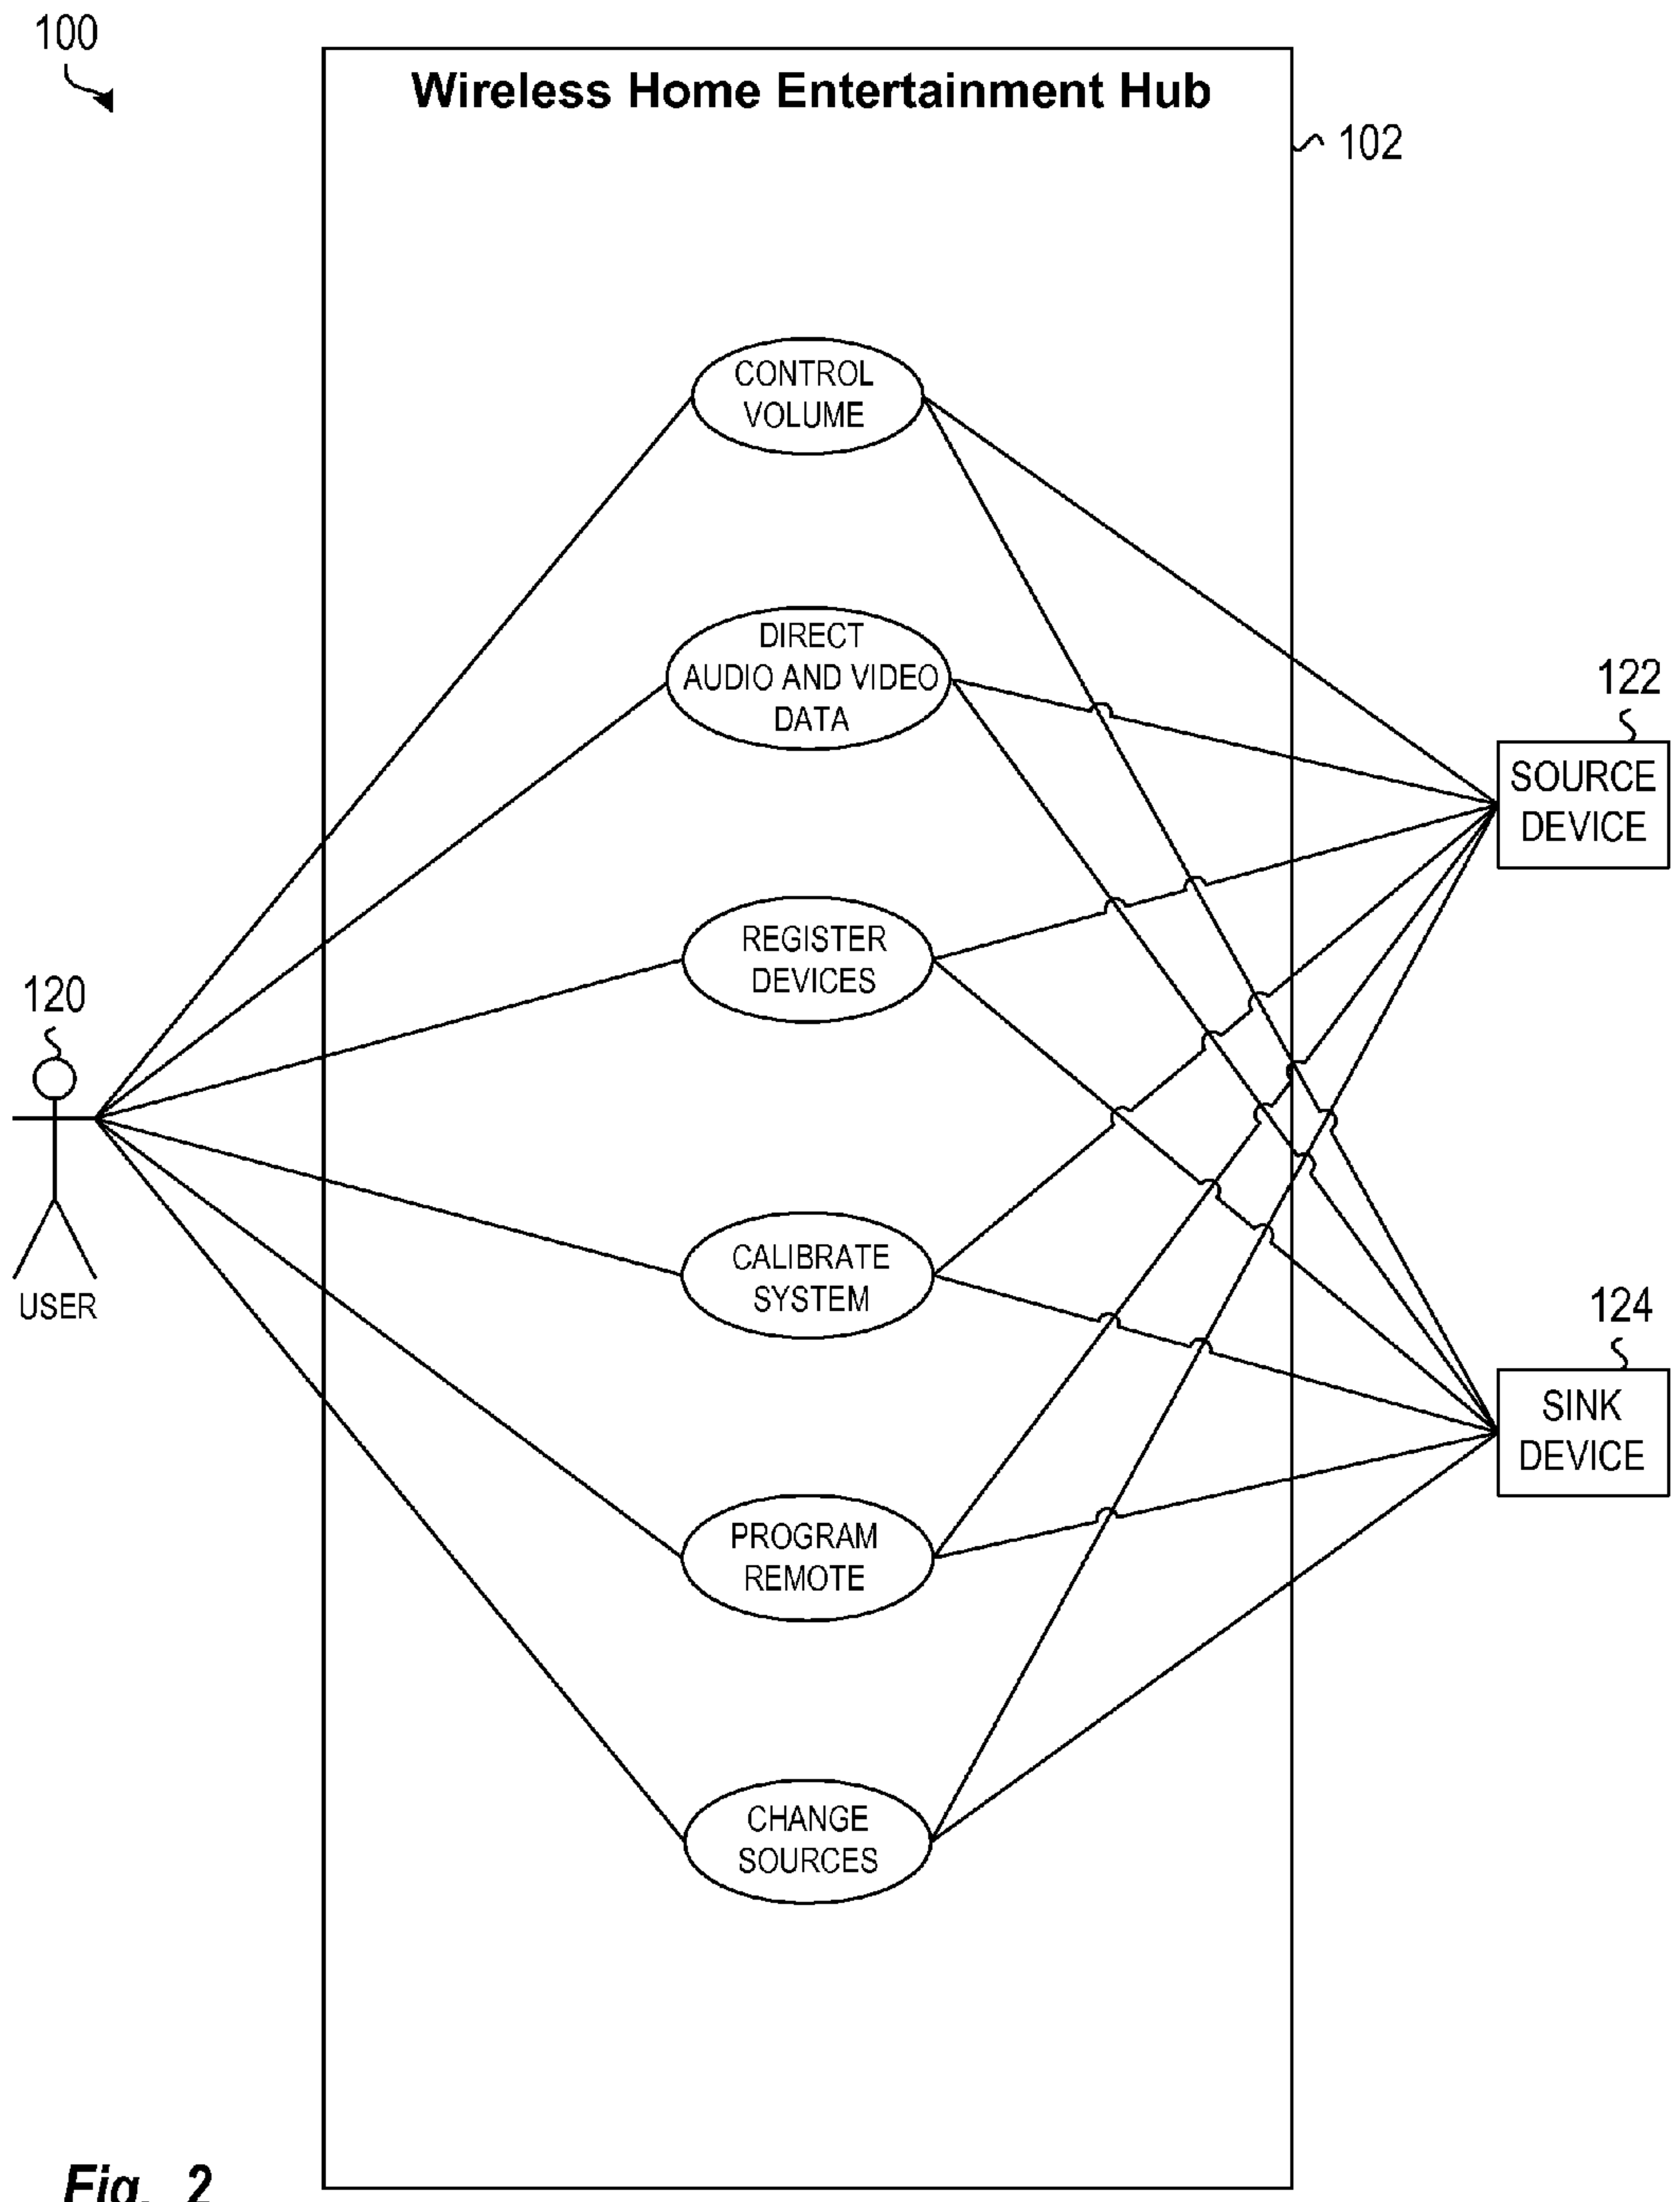 100
Wireless Home Entertainment Hub
102
CONTROL
VOLUME
DIRECT
AUDIO AND VIDEO
DATA
122
SOURCE
DEVICE
REGISTER
DEVICES
120
USER
CALIBRATE
SYSTEM
124
SINK
DEVICE
PROGRAM
REMOTE
CHANGE
SOURCES
Fig. 2